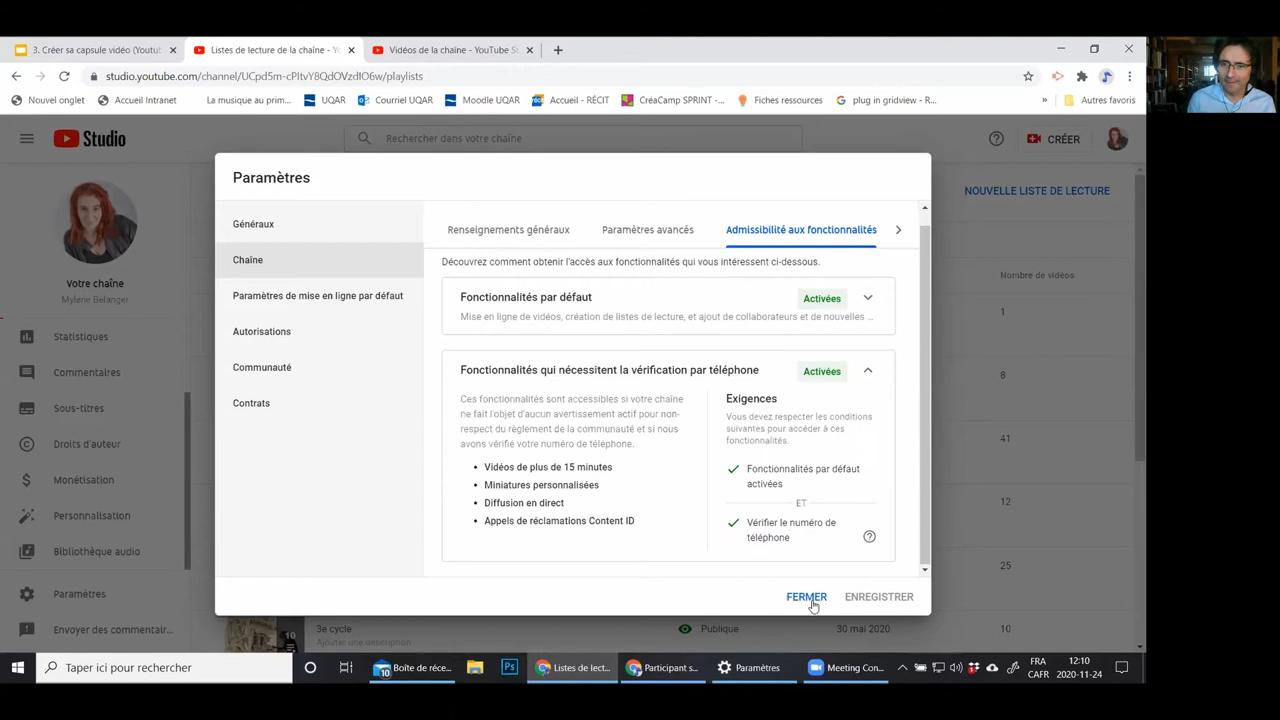 3. Créer sa capsule vidéo (Youtu
Listes de lecture de la chaîne - Yo
Vidéos de la chaîne - YouTube St
studio.youtube.com/channel/UCpd5m-cPItvY8QdOVzdIO6w/playlists
Nouvel onglet
Accueil Intranet
La musique au prim...
UQAR
Courriel UQAR
Moodle UQAR
Accueil - RÉCIT
CréaCamp SPRINT -...
Fiches ressources
plug in gridview - R...
»
Autres favoris
Studio
Rechercher dans votre chaîne
CRÉER
Paramètres
NOUVELLE LISTE DE LECTURE
Votre chaîne
Mylene Belanger
Statistiques
Commentaires
Sous-titres
Droits d'auteur
Monétisation
Personnalisation
Bibliothèque audio
Paramètres
Envoyer des commentair...
Généraux
Chaîne
Paramètres de mise en ligne par défaut
Autorisations
Communauté
Contrats
Renseignements généraux
Paramètres avancés
Admissibilité aux fonctionnalités
Découvrez comment obtenir l'accès aux fonctionnalités qui vous intéressent ci-dessous.
Fonctionnalités par défaut
Activées
Mise en ligne de vidéos, création de listes de lecture, et ajout de collaborateurs et de nouvelles ...
Fonctionnalités qui nécessitent la vérification par téléphone
Activées
Ces fonctionnalités sont accessibles si votre chaîne
ne fait l'objet d'aucun avertissement actif pour non-
respect du règlement de la communauté et si nous
avons vérifié votre numéro de téléphone.
• Vidéos de plus de 15 minutes
• Miniatures personnalisées
• Diffusion en direct
• Appels de réclamations Content ID
Exigences
Vous devez respecter les conditions
suivantes pour accéder à ces
fonctionnalités.
Fonctionnalités par défaut
activées
ET
Vérifier le numéro de
téléphone
FERMER
ENREGISTRER
Nombre de vidéos
1
8
41
12
25
10
3e cycle
Ajouter une description
10
Publique
30 mai 2020
Taper ici pour rechercher
Boîte de réce...
10
Ps
Listes de lect...
Participant s...
Paramètres
Meeting Con...
FRA
CAFR
12:10
2020-11-24